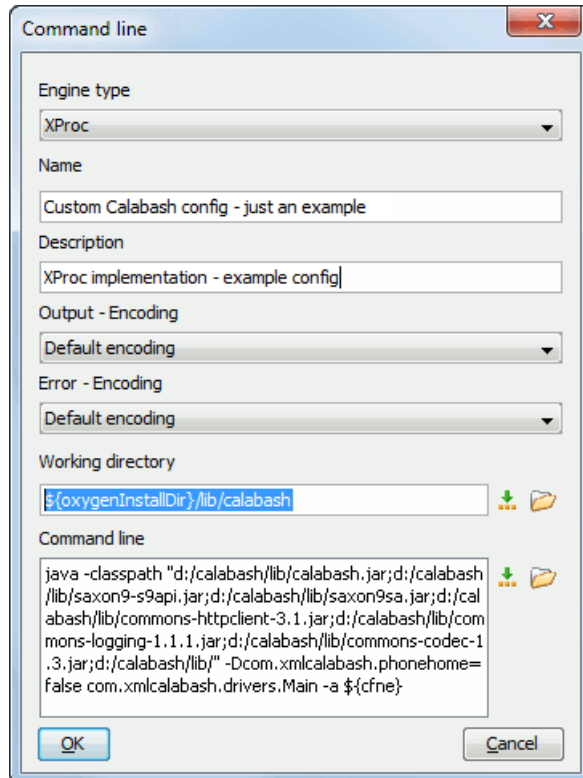 Command line
Engine type
XProc
Name
Custom Calabash config - just an example
Description
XProc implementation - example config
Output - Encoding
Default encoding
Error - Encoding
Default encoding
Working directory
${oxygenInstallDir}/lib/calabash
Command line
java -classpath "d:/calabash/lib/calabash.jar;d:/calabash
/lib/saxon9-s9api.jar;d:/calabash/lib/saxon9sa.jar;d:/cal
abash/lib/commons-httpclient-3.1.jar;d:/calabash/lib/com
mons-logging-1.1.1.jar;d:/calabash/lib/commons-codec-1
.3.jar;d:/calabash/lib/" -Dcom.xmlcalabash.phonehome=
false com.xmlcalabash.drivers.Main -a ${cfne}
OK
Cancel